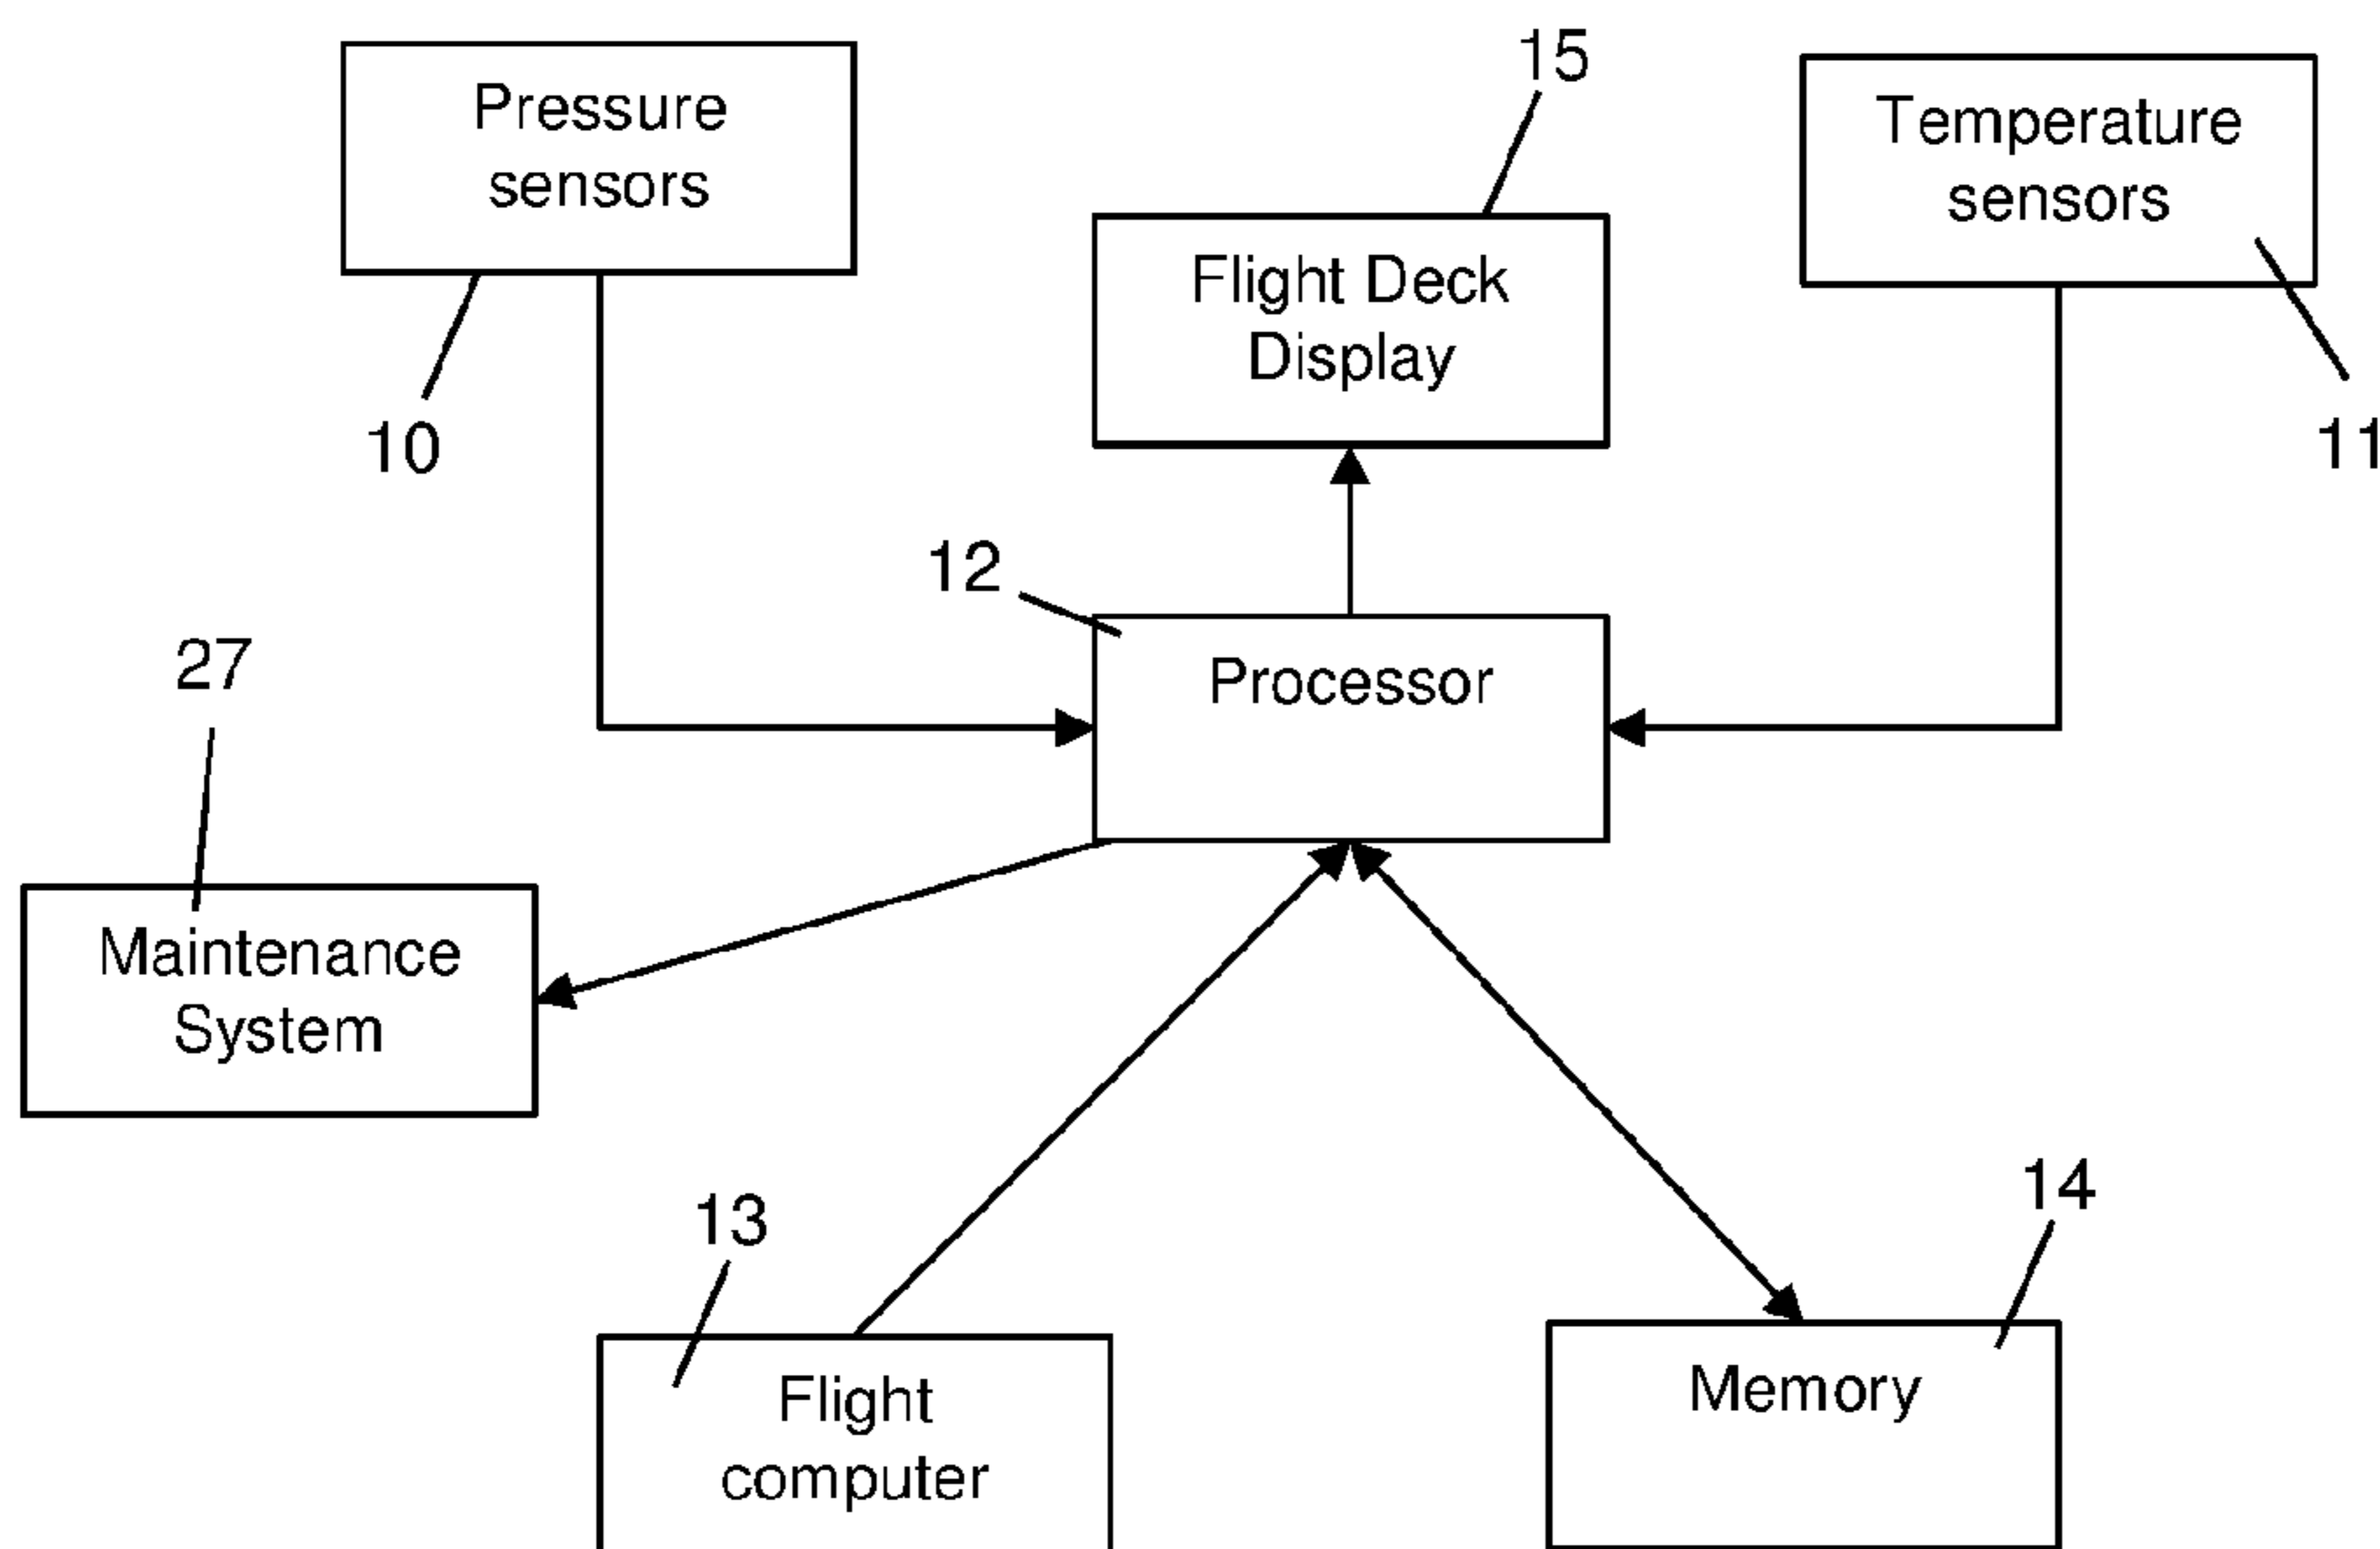 Pressure
sensors
10
15
Flight Deck
Display
Temperature
sensors
11
12
Processor
27
Maintenance
System
13
Flight
computer
14
Memory